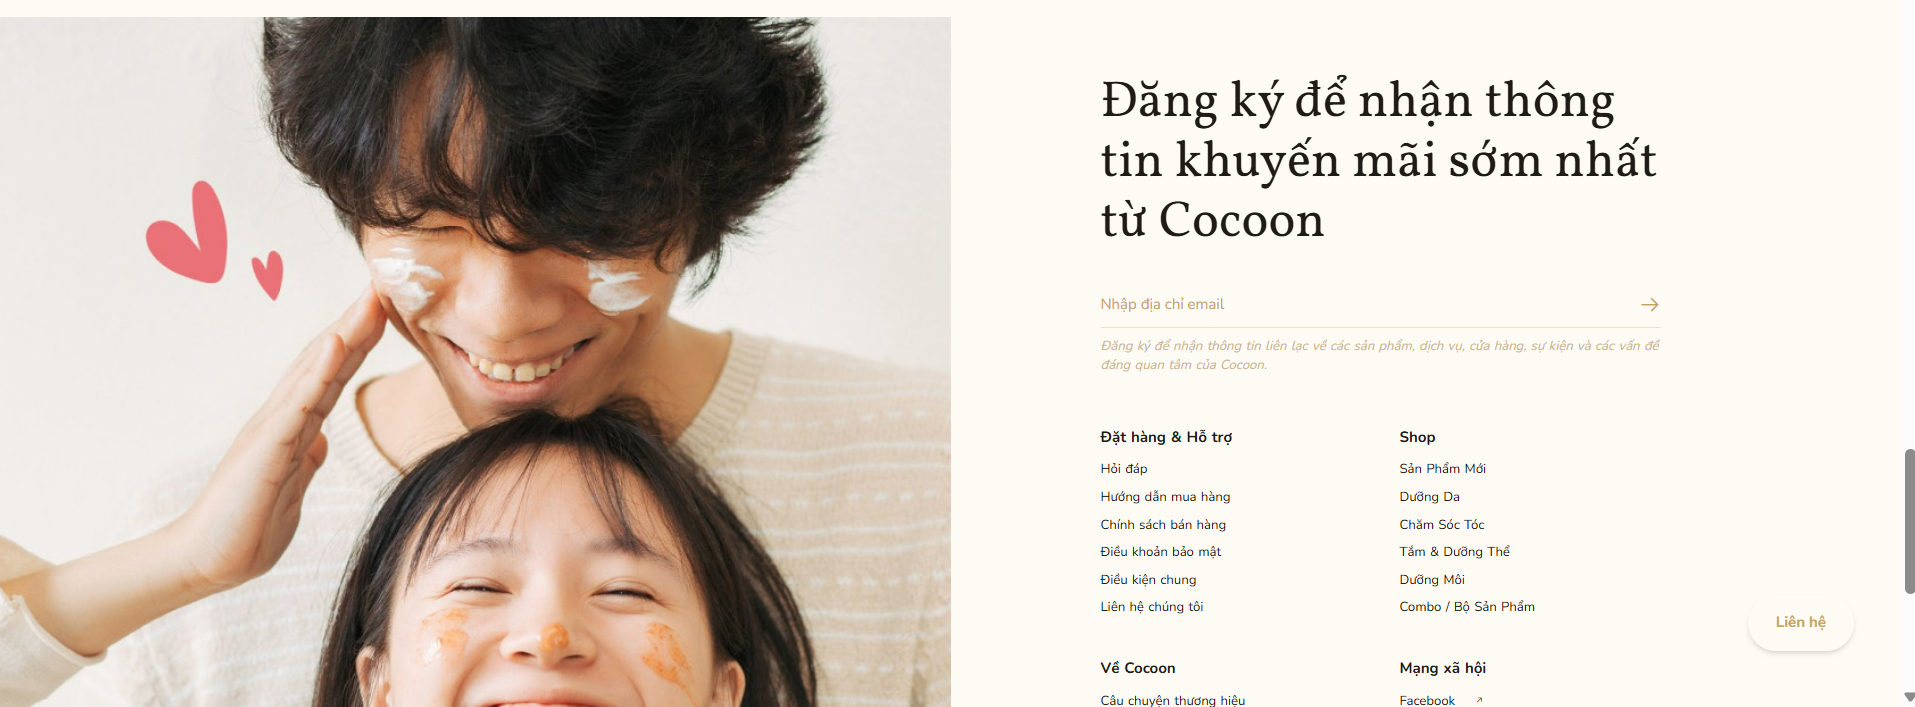 Đăng ký để nhận thông
tin khuyến mãi sớm nhất
từ Cocoon
Nhập địa chỉ email
Đăng ký để nhận thông tin liên lạc về các sản phẩm, dịch vụ, cửa hàng, sự kiện và các vấn đề
đáng quan tâm của Cocoon.
Đặt hàng & Hỗ trợ
Hỏi đáp
Hướng dẫn mua hàng
Chính sách bán hàng
Điều khoản bảo mật
Điều kiện chung
Liên hệ chúng tôi
Shop
Sản Phẩm Mới
Dưỡng Da
Chăm Sóc Tóc
Tắm & Dưỡng Thể
Dưỡng Môi
Combo / Bộ Sản Phẩm
Liên hệ
Về Cocoon
Câu chuyện thương hiệu
Mạng xã hội
Facebook